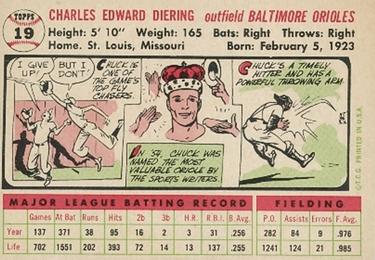 TOPPS
19
CHARLES EDWARD DIERING outfield BALTIMORE ORIOLES
Height: 5' 10" Weight: 165 Bats: Right Throws: Right
Home. St. Louis, Missouri Born: February 5, 1923
I GIVE UP!
BUT I DON'T
CHUCK IS ONE OF THE GAME'S TOP FLY CHASERS.
IN '54, CHUCK WAS NAMED THE MOST VALUABLE ORIOLE BY THE SPORTS WRITERS.
CHUCK'S A TIMELY HITTER AND HAS A POWERFUL THROWING ARM.
©T.C.G. PRINTED IN U.S.A.
MAJOR LEAGUE BATTING RECORD FIELDING
Games At Bat Runs Hits 2b 3b H.R. R.B.I. B. Avg. P.O. Assists Errors F. Avg.
Year 137 371 38 95 16 2 3 31 .256 282 84 9 .976
Life 702 1551 202 393 72 14 13 137 .255 1241 124 21 .985